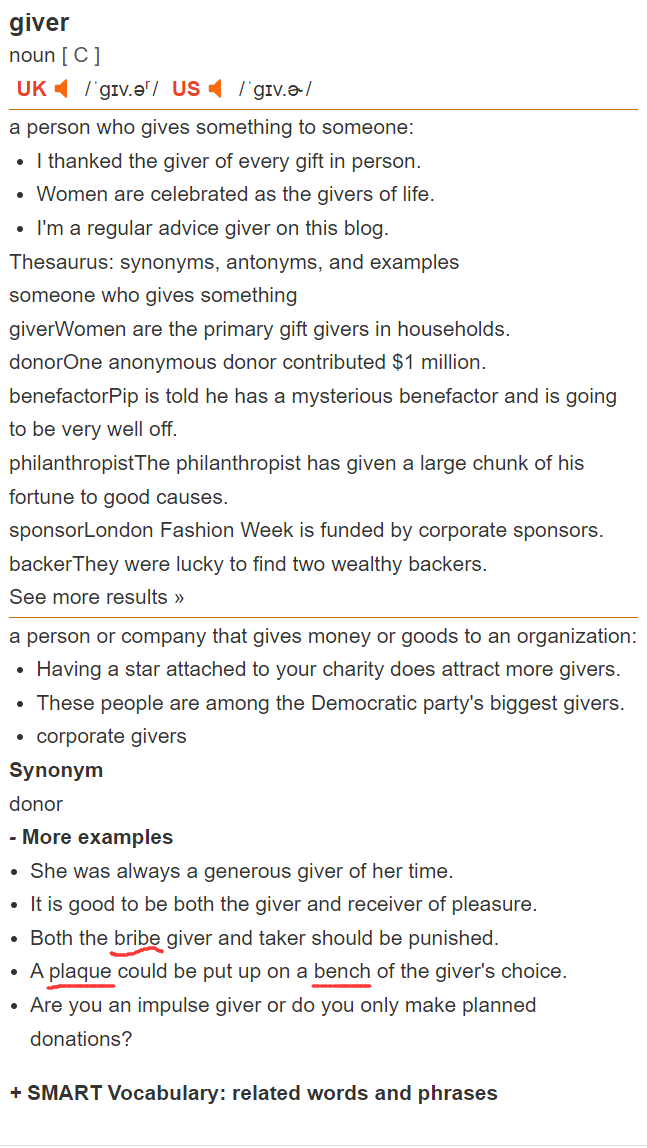 giver
noun [ C ]
UK /ˈɡɪv.əʳ/ US /ˈɡɪv.ɚ/
a person who gives something to someone:
• I thanked the giver of every gift in person.
• Women are celebrated as the givers of life.
• I'm a regular advice giver on this blog.
Thesaurus: synonyms, antonyms, and examples
someone who gives something
giverWomen are the primary gift givers in households.
donorOne anonymous donor contributed $1 million.
benefactorPip is told he has a mysterious benefactor and is going
to be very well off.
philanthropistThe philanthropist has given a large chunk of his
fortune to good causes.
sponsorLondon Fashion Week is funded by corporate sponsors.
backerThey were lucky to find two wealthy backers.
See more results »
a person or company that gives money or goods to an organization:
• Having a star attached to your charity does attract more givers.
• These people are among the Democratic party's biggest givers.
• corporate givers
Synonym
donor
- More examples
• She was always a generous giver of her time.
• It is good to be both the giver and receiver of pleasure.
• Both the bribe giver and taker should be punished.
• A plaque could be put up on a bench of the giver's choice.
• Are you an impulse giver or do you only make planned
donations?
+ SMART Vocabulary: related words and phrases